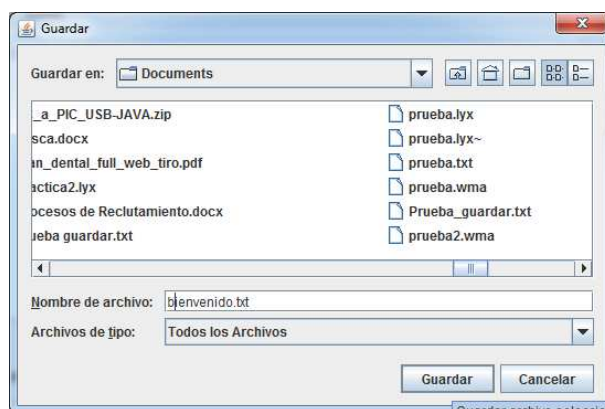 Guardar
Guardar en: Documents
_a_PIC_USB-JAVA.zip
sca.docx
an_dental_full_web_tiro.pdf
actica2.lyx
ocesos de Reclutamiento.docx
ueba guardar.txt
prueba.lyx
prueba.lyx~
prueba.txt
prueba.wma
Prueba_guardar.txt
prueba2.wma
Nombre de archivo: bienvenido.txt
Archivos de tipo: Todos los Archivos
Guardar Cancelar